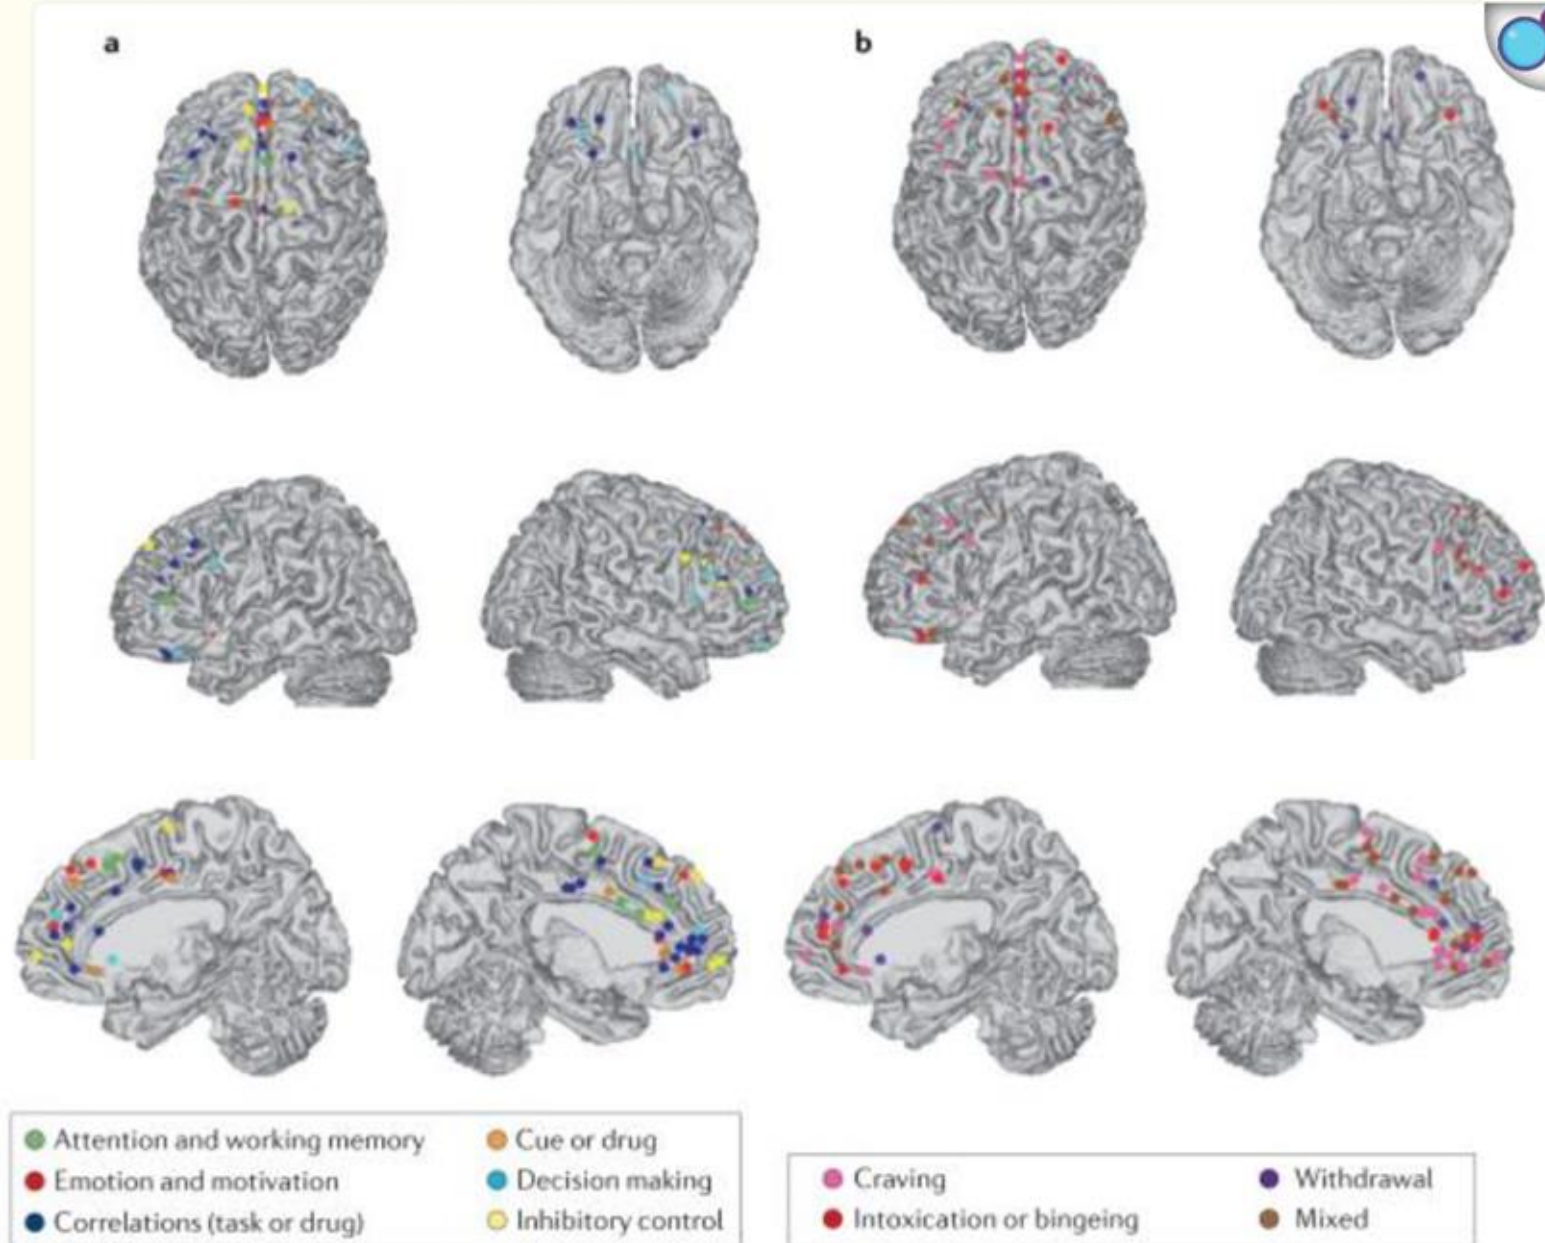 a
b
Attention and working memory
Emotion and motivation
Correlations (task or drug)
Cue or drug
Decision making
Inhibitory control
Craving
Intoxication or bingeing
Withdrawal
Mixed